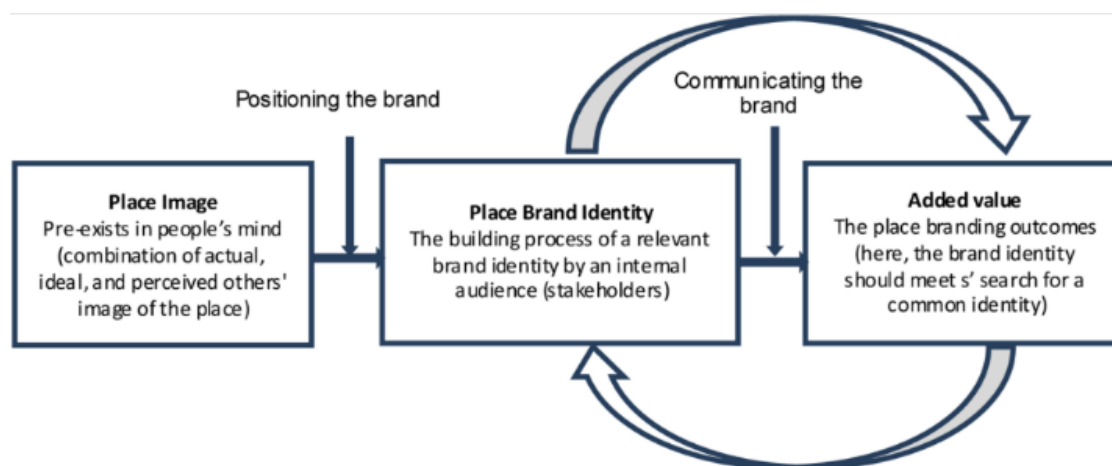 Positioning the brand
Communicating the
brand
Place Image
Pre-exists in people's mind
(combination of actual,
ideal, and perceived others'
image of the place)
Place Brand Identity
The building process of a relevant
brand identity by an internal
audience (stakeholders)
Added value
The place branding outcomes
(here, the brand identity
should meet s' search for a
common identity)